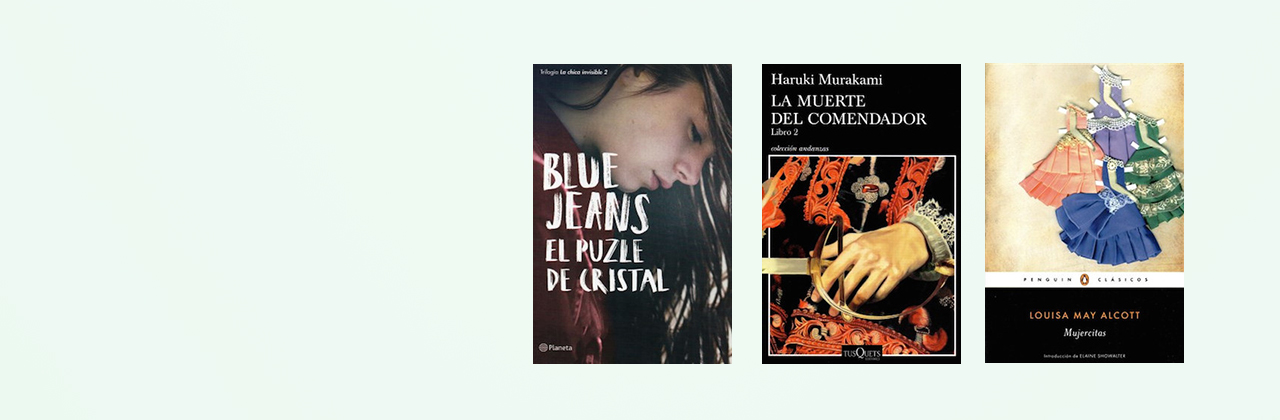 Trilogía La chica invisible 2
BLUE
JEANS
EL PUZLE
DE CRISTAL
Planeta
Haruki Murakami
LA MUERTE
DEL COMENDADOR
Libro 2
colección andanzas
TUSQUETS
EDITORES
PENGUIN CLÁSICOS
LOUISA MAY ALCOTT
Mujercitas
Introducción de ELAINE SHOWALTER